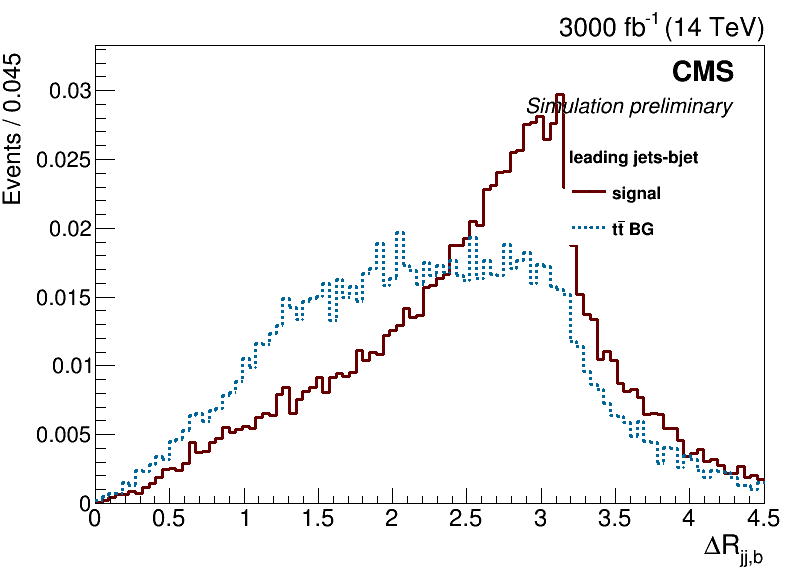 3000 fb⁻¹ (14 TeV)
Events / 0.045
CMS
Simulation preliminary
leading jets-bjet
signal
tt̄ BG
0.03
0.025
0.02
0.015
0.01
0.005
0
0 0.5 1 1.5 2 2.5 3 3.5 4 4.5
ΔR_jj,b